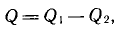 Q = Q₁ − Q₂,